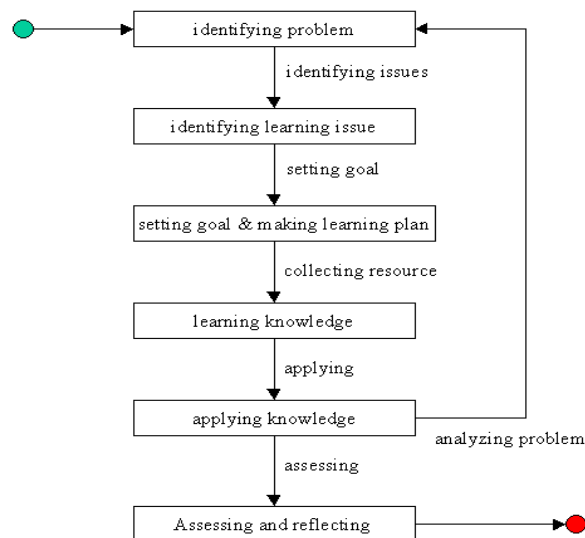 identifying problem
identifying issues
identifying learning issue
setting goal
setting goal & making learning plan
collecting resource
learning knowledge
applying
applying knowledge
analyzing problem
assessing
Assessing and reflecting